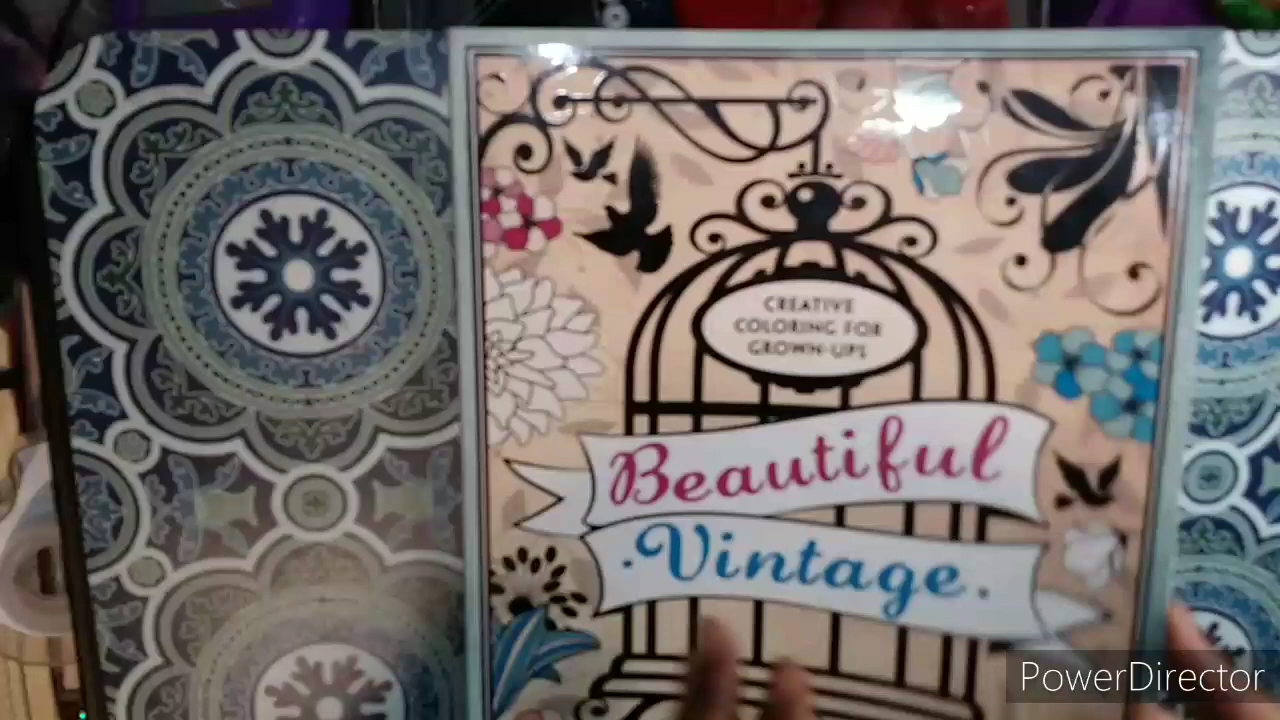 CREATIVE
COLORING FOR
GROWN-UPS
Beautiful
·Vintage·
PowerDirector